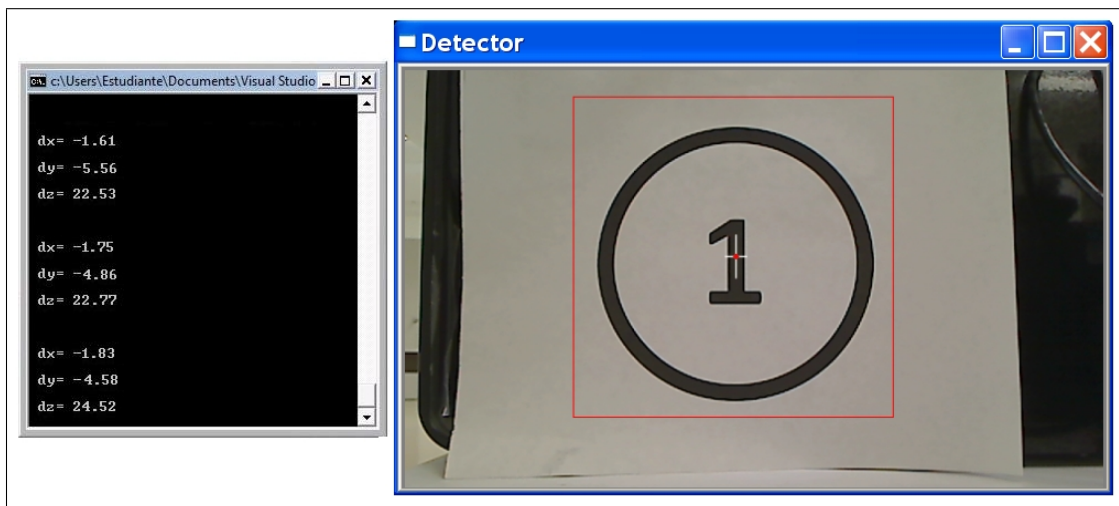 c:\Users\Estudiante\Documents\Visual Studio
dx= -1.61
dy= -5.56
dz= 22.53
dx= -1.75
dy= -4.86
dz= 22.77
dx= -1.83
dy= -4.58
dz= 24.52
Detector
1